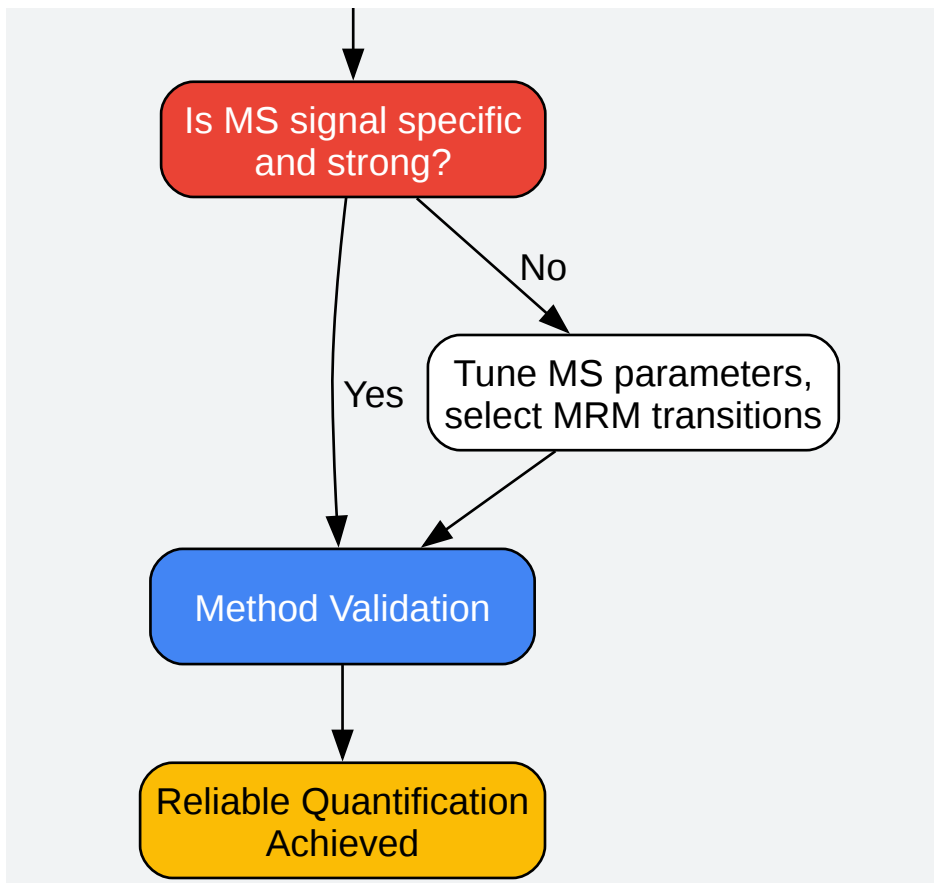 Is MS signal specific
and strong?
No
Tune MS parameters,
select MRM transitions
Yes
Method Validation
Reliable Quantification
Achieved